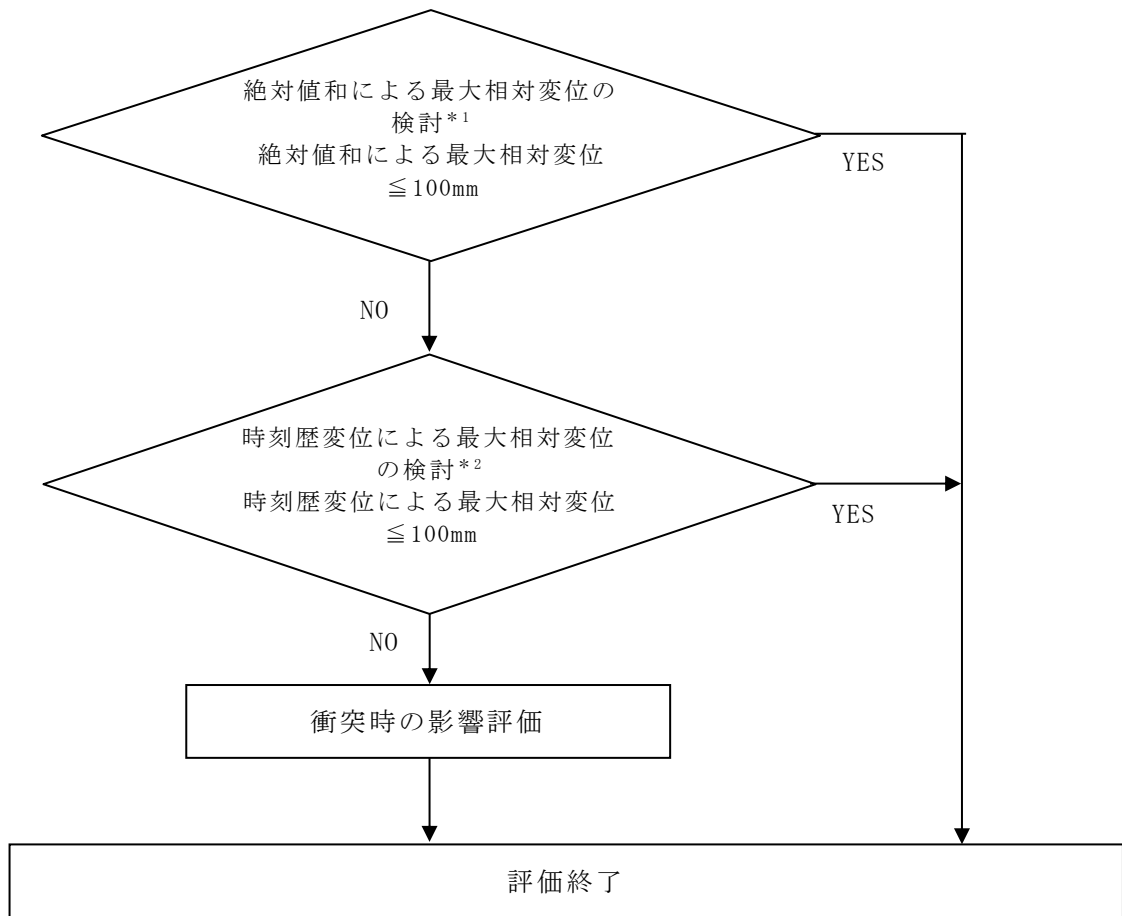 絶対値和による最大相対変位の
検討*1
絶対値和による最大相対変位
≦100mm
YES
NO
時刻歴変位による最大相対変位
の検討*2
時刻歴変位による最大相対変位
≦100mm
YES
NO
衝突時の影響評価
評価終了